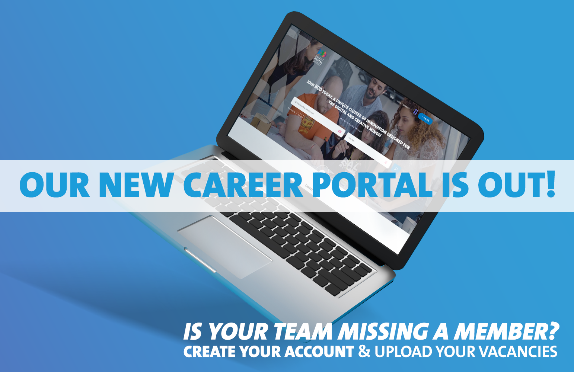 OUR NEW CAREER PORTAL IS OUT!
IS YOUR TEAM MISSING A MEMBER?
CREATE YOUR ACCOUNT & UPLOAD YOUR VACANCIES